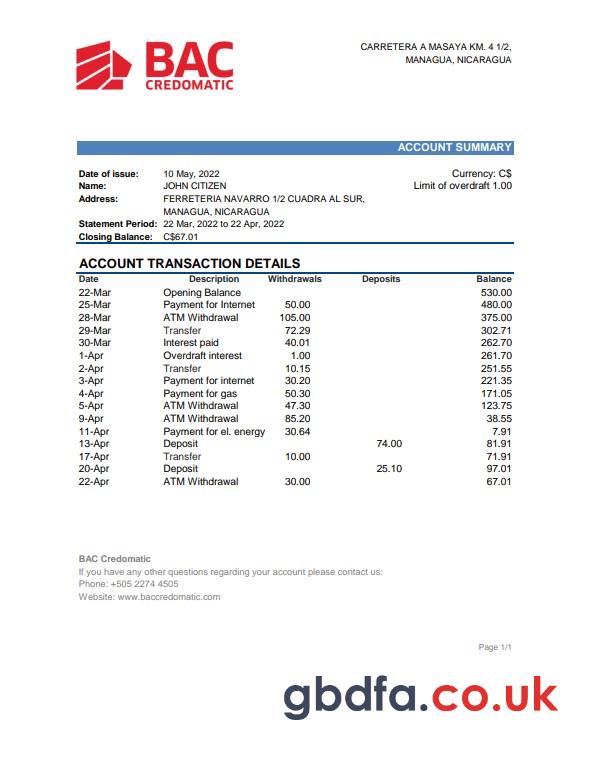 BAC
CREDOMATIC
CARRETERA A MASAYA KM. 4 1/2,
MANAGUA, NICARAGUA
ACCOUNT SUMMARY
Date of issue: 10 May, 2022 Currency: C$
Name: JOHN CITIZEN Limit of overdraft 1.00
Address: FERRETERIA NAVARRO 1/2 CUADRA AL SUR,
MANAGUA, NICARAGUA
Statement Period: 22 Mar, 2022 to 22 Apr, 2022
Closing Balance: C$67.01
ACCOUNT TRANSACTION DETAILS
Date Description Withdrawals Deposits Balance
22-Mar Opening Balance 530.00
25-Mar Payment for Internet 50.00 480.00
28-Mar ATM Withdrawal 105.00 375.00
29-Mar Transfer 72.29 302.71
30-Mar Interest paid 40.01 262.70
1-Apr Overdraft interest 1.00 261.70
2-Apr Transfer 10.15 251.55
3-Apr Payment for internet 30.20 221.35
4-Apr Payment for gas 50.30 171.05
5-Apr ATM Withdrawal 47.30 123.75
9-Apr ATM Withdrawal 85.20 38.55
11-Apr Payment for el. energy 30.64 7.91
13-Apr Deposit 74.00 81.91
17-Apr Transfer 10.00 71.91
20-Apr Deposit 25.10 97.01
22-Apr ATM Withdrawal 30.00 67.01
BAC Credomatic
If you have any other questions regarding your account please contact us:
Phone: +505 2274 4505
Website: www.baccredomatic.com
Page 1/1
gbdfa.co.uk